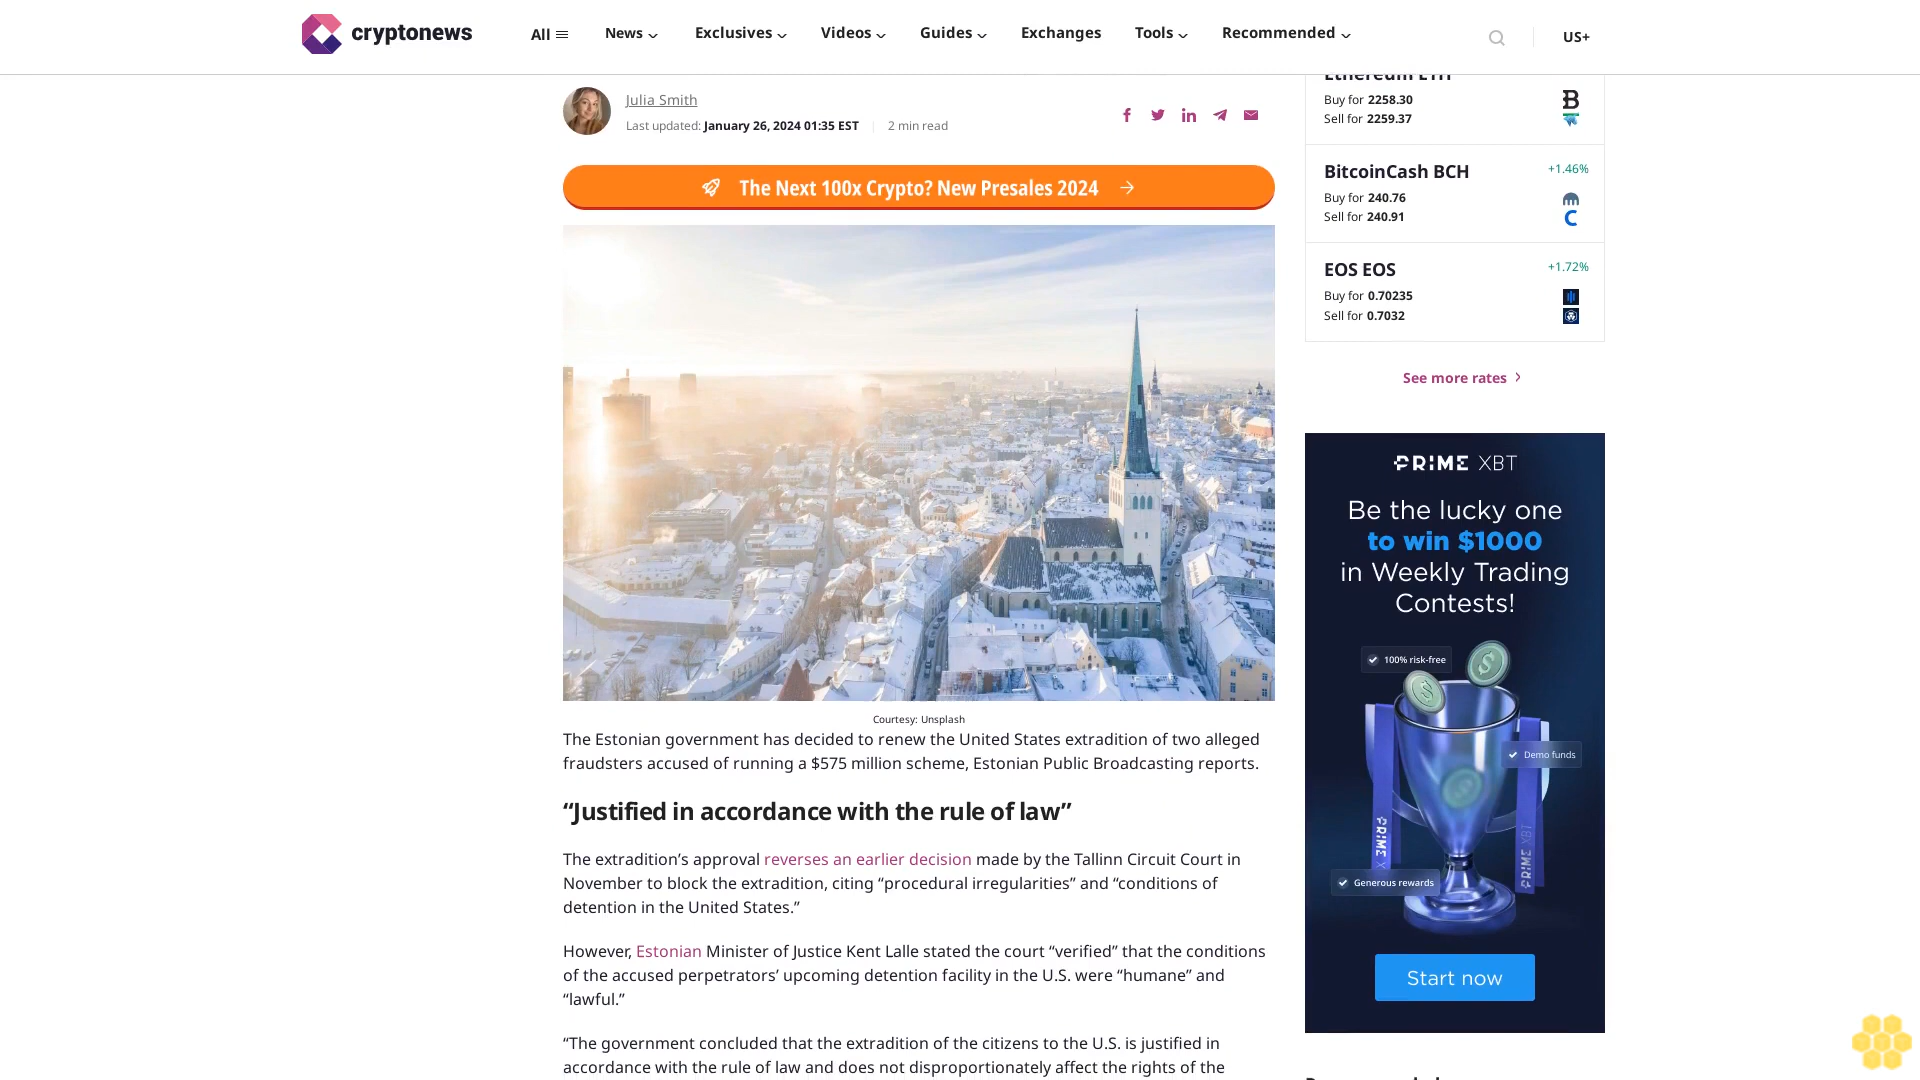 cryptonews
All
News
Exclusives
Videos
Guides
Exchanges
Tools
Recommended
US+
Julia Smith
Last updated: January 26, 2024 01:35 EST
2 min read
The Next 100x Crypto? New Presales 2024
Courtesy: Unsplash
The Estonian government has decided to renew the United States extradition of two alleged
fraudsters accused of running a $575 million scheme, Estonian Public Broadcasting reports.
“Justified in accordance with the rule of law”
The extradition’s approval reverses an earlier decision made by the Tallinn Circuit Court in
November to block the extradition, citing “procedural irregularities” and “conditions of
detention in the United States.”
However, Estonian Minister of Justice Kent Lalle stated the court “verified” that the conditions
of the accused perpetrators’ upcoming detention facility in the U.S. were “humane” and
“lawful.”
“The government concluded that the extradition of the citizens to the U.S. is justified in
accordance with the rule of law and does not disproportionately affect the rights of the
Ethereum ETH
Buy for 2258.30
Sell for 2259.37
BitcoinCash BCH
+1.46%
Buy for 240.76
Sell for 240.91
EOS EOS
+1.72%
Buy for 0.70235
Sell for 0.7032
See more rates
PRIME XBT
Be the lucky one
to win $1000
in Weekly Trading
Contests!
100% risk-free
Demo funds
PRIME X
PRIME XBT
Generous rewards
Start now